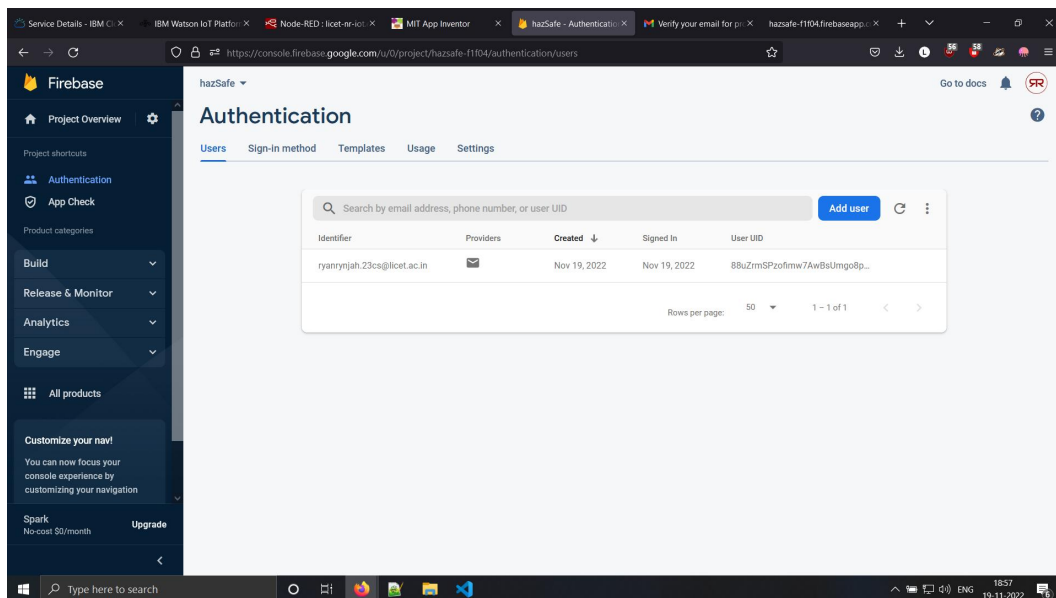 Service Details - IBM Cl
IBM Watson IoT Platform
Node-RED : licet-nr-iot
MIT App Inventor
hazSafe - Authentication
Verify your email for pro
hazsafe-f1f04.firebaseapp.c
https://console.firebase.google.com/u/0/project/hazsafe-f1f04/authentication/users
56
58
Firebase
hazSafe
Go to docs
Project Overview
Authentication
Users Sign-in method Templates Usage Settings
Project shortcuts
Authentication
App Check
Product categories
Build
Release & Monitor
Analytics
Engage
All products
Customize your nav!
You can now focus your
console experience by
customizing your navigation
Spark
No-cost $0/month
Upgrade
Search by email address, phone number, or user UID
Add user
Identifier Providers Created Signed In User UID
ryanrynjah.23cs@licet.ac.in Nov 19, 2022 Nov 19, 2022 88uZrmSPzofimw7AwBsUmgo8p...
Rows per page: 50 1 – 1 of 1
Type here to search
ENG
18:57
19-11-2022
6